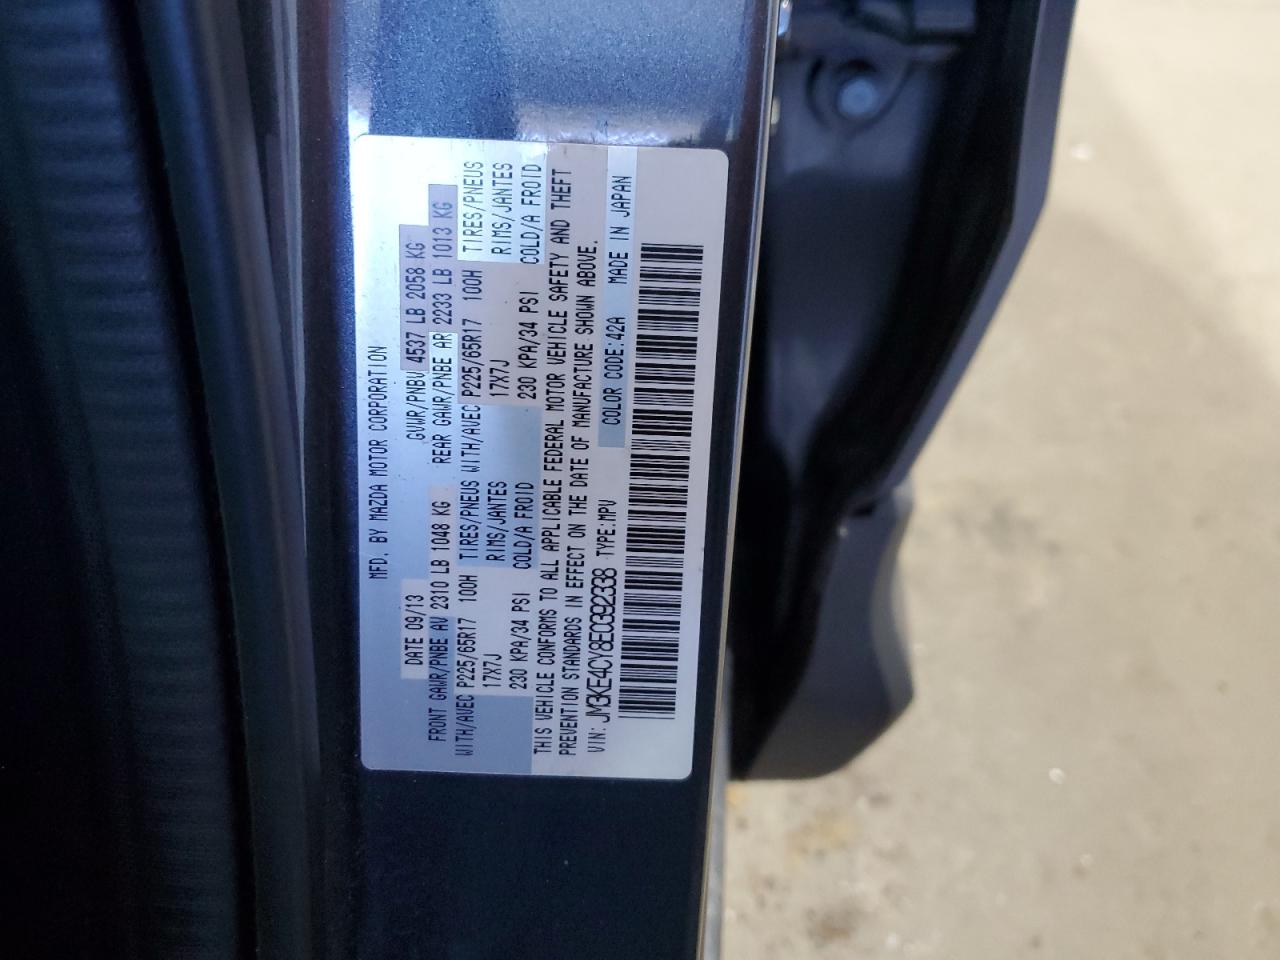 MFD. BY MAZDA MOTOR CORPORATION
DATE 09/13 GVWR/PNBV 4537 LB 2058 KG
FRONT GAWR/PNBE AV 2310 LB 1048 KG REAR GAWR/PNBE AR 2233 LB 1013 KG
WITH/AVEC P225/65R17 100H TIRES/PNEUS WITH/AVEC P225/65R17 100H TIRES/PNEUS
17X7J RIMS/JANTES 17X7J RIMS/JANTES
230 KPA/34 PSI COLD/A FROID 230 KPA/34 PSI COLD/A FROID
THIS VEHICLE CONFORMS TO ALL APPLICABLE FEDERAL MOTOR VEHICLE SAFETY AND THEFT
PREVENTION STANDARDS IN EFFECT ON THE DATE OF MANUFACTURE SHOWN ABOVE.
VIN: JM3KE4CY8E0392338 TYPE:MPV COLOR CODE:42A MADE IN JAPAN